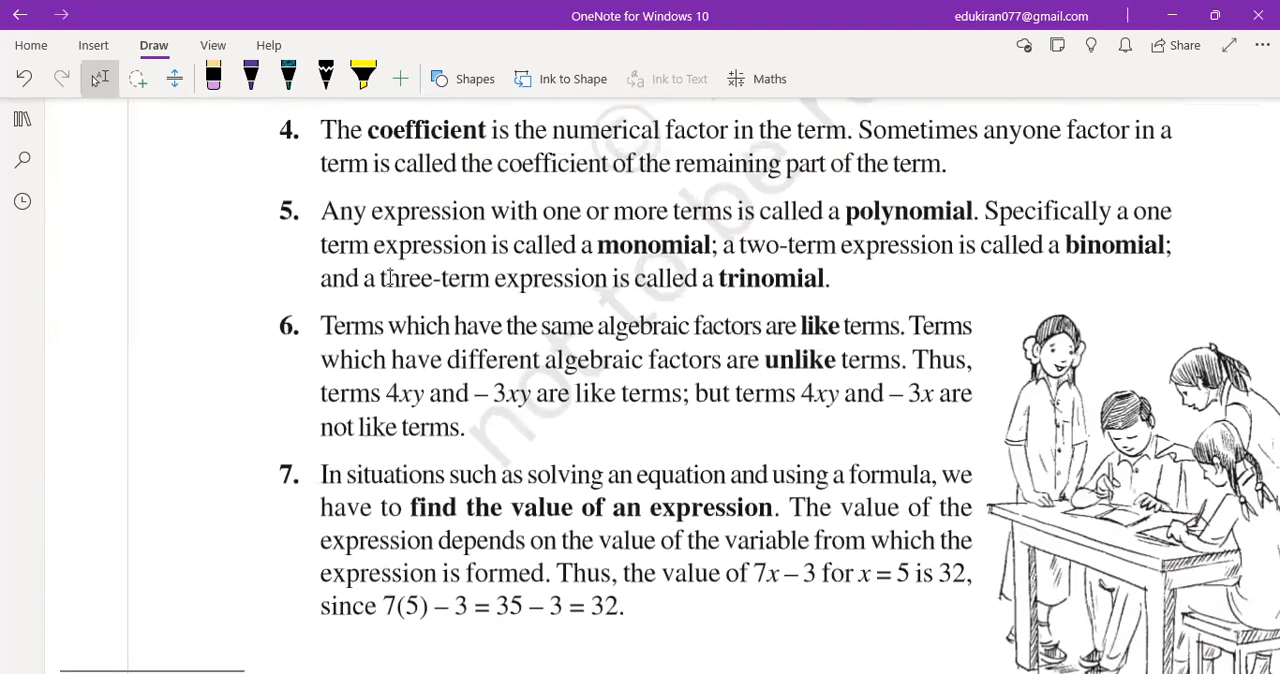 OneNote for Windows 10
edukiran077@gmail.com
Home Insert Draw View Help
Share
Shapes Ink to Shape Ink to Text Maths
4. The coefficient is the numerical factor in the term. Sometimes anyone factor in a
term is called the coefficient of the remaining part of the term.
5. Any expression with one or more terms is called a polynomial. Specifically a one
term expression is called a monomial; a two-term expression is called a binomial;
and a three-term expression is called a trinomial.
6. Terms which have the same algebraic factors are like terms. Terms
which have different algebraic factors are unlike terms. Thus,
terms 4xy and – 3xy are like terms; but terms 4xy and – 3x are
not like terms.
7. In situations such as solving an equation and using a formula, we
have to find the value of an expression. The value of the
expression depends on the value of the variable from which the
expression is formed. Thus, the value of 7x – 3 for x = 5 is 32,
since 7(5) – 3 = 35 – 3 = 32.
©
not to be